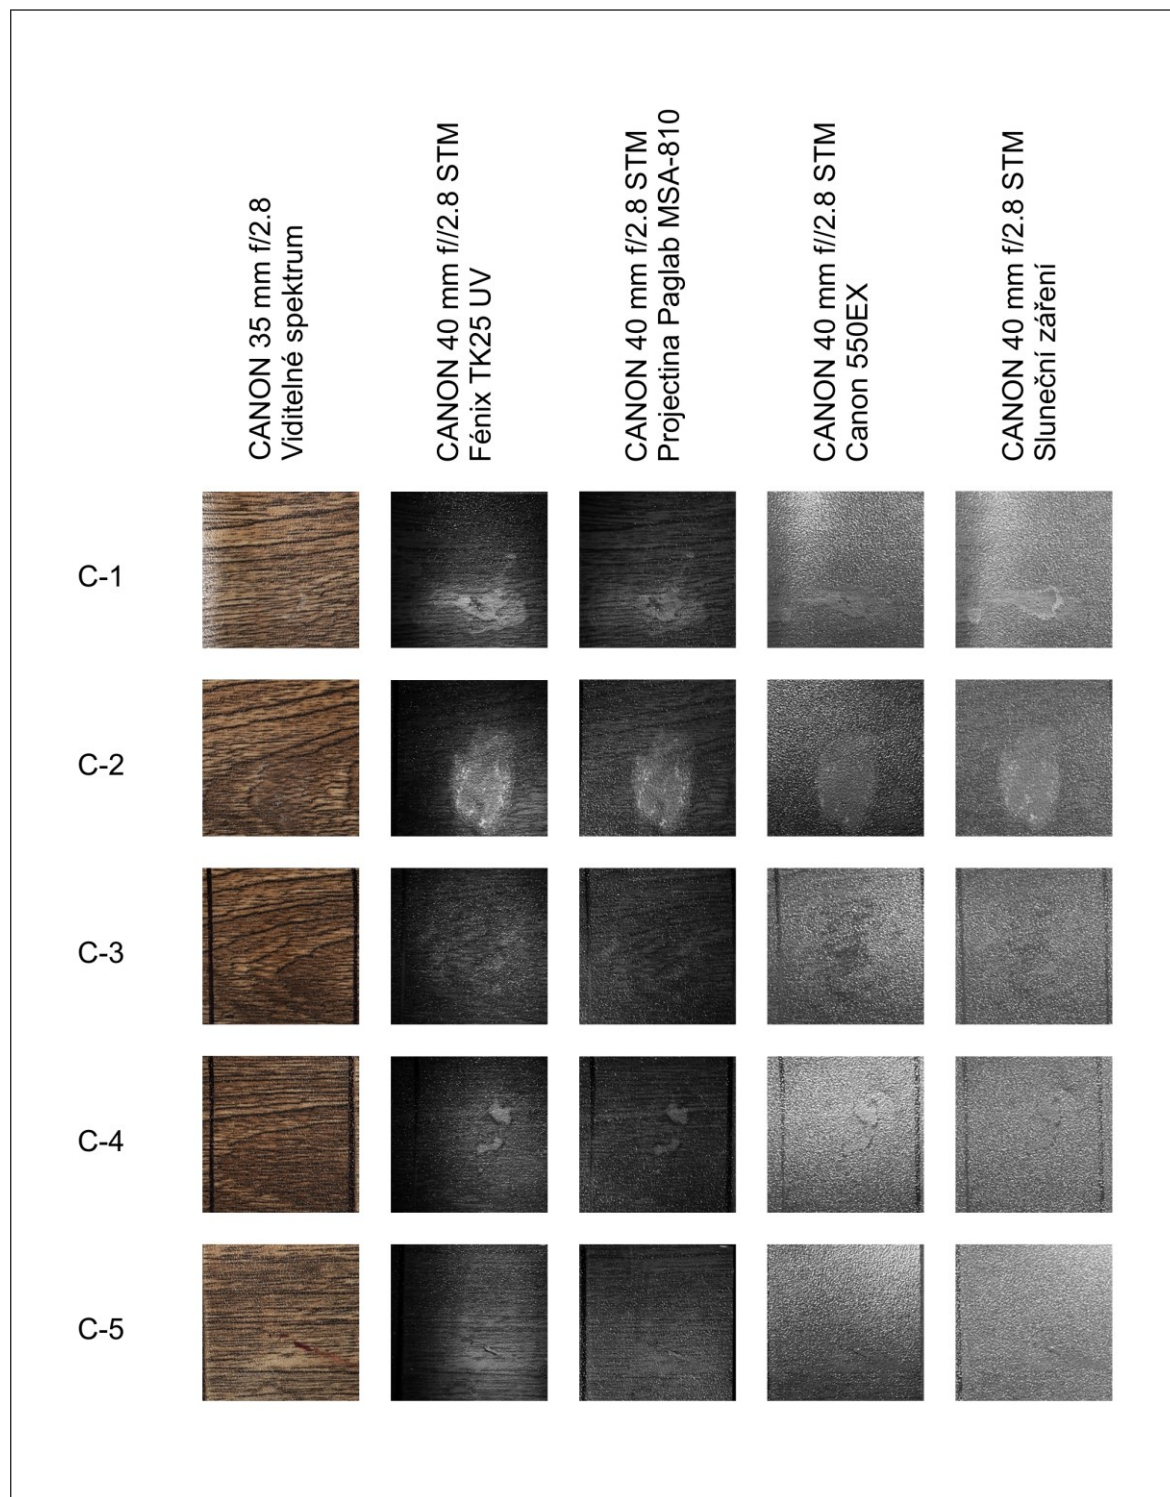 CANON 35 mm f/2.8
Viditelné spektrum
CANON 40 mm f//2.8 STM
Fénix TK25 UV
CANON 40 mm f/2.8 STM
Projectina Paglab MSA-810
CANON 40 mm f//2.8 STM
Canon 550EX
CANON 40 mm f/2.8 STM
Sluneční záření
C-1
C-2
C-3
C-4
C-5